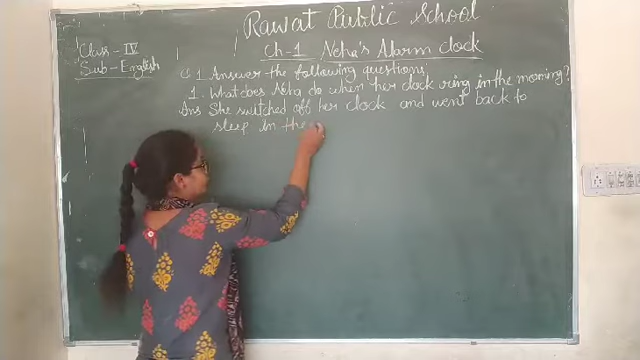 Rawat Public School
Class - IV
Ch-1 Neha's Alarm clock
Sub - English
Q 1. Answer the following questions:
1. What does Neha do when her clock ring in the morning?
Ans She switched off her clock and went back to
sleep in the